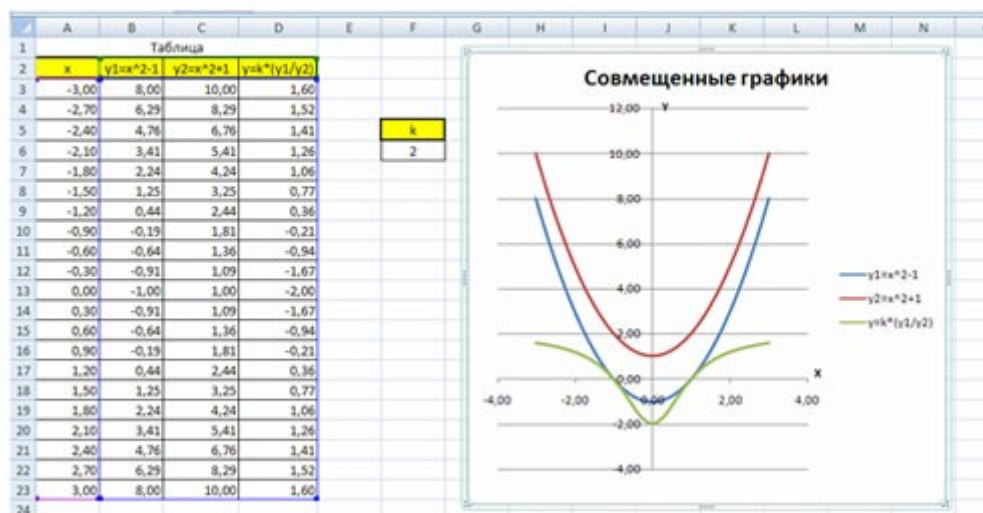 A B C D E F G H I J K L M N
1 Таблица
2 x y1=x^2-1 y2=x^2+1 y=k*(y1/y2)
3 -3,00 8,00 10,00 1,60
4 -2,70 6,29 8,29 1,52
5 -2,40 4,76 6,76 1,41 k
6 -2,10 3,41 5,41 1,26 2
7 -1,80 2,24 4,24 1,06
8 -1,50 1,25 3,25 0,77
9 -1,20 0,44 2,44 0,36
10 -0,90 -0,19 1,81 -0,21
11 -0,60 -0,64 1,36 -0,94
12 -0,30 -0,91 1,09 -1,67
13 0,00 -1,00 1,00 -2,00
14 0,30 -0,91 1,09 -1,67
15 0,60 -0,64 1,36 -0,94
16 0,90 -0,19 1,81 -0,21
17 1,20 0,44 2,44 0,36
18 1,50 1,25 3,25 0,77
19 1,80 2,24 4,24 1,06
20 2,10 3,41 5,41 1,26
21 2,40 4,76 6,76 1,41
22 2,70 6,29 8,29 1,52
23 3,00 8,00 10,00 1,60
24
Совмещенные графики
12,00 Y
10,00
8,00
6,00
4,00
2,00
0,00 X
-4,00 -2,00 0,00 2,00 4,00
-2,00
-4,00
y1=x^2-1
y2=x^2+1
y=k*(y1/y2)